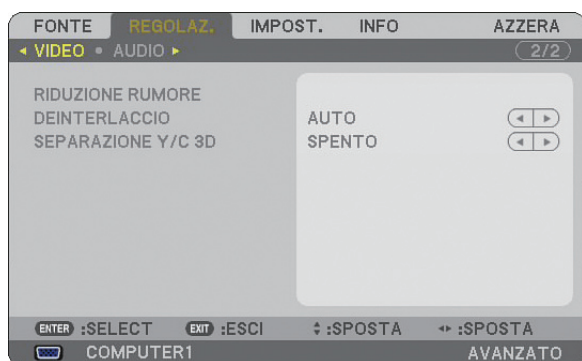 FONTE REGOLAZ. IMPOST. INFO AZZERA
VIDEO AUDIO 2/2
RIDUZIONE RUMORE
DEINTERLACCIO AUTO
SEPARAZIONE Y/C 3D SPENTO
ENTER :SELECT EXIT :ESCI :SPOSTA :SPOSTA
COMPUTER1 AVANZATO